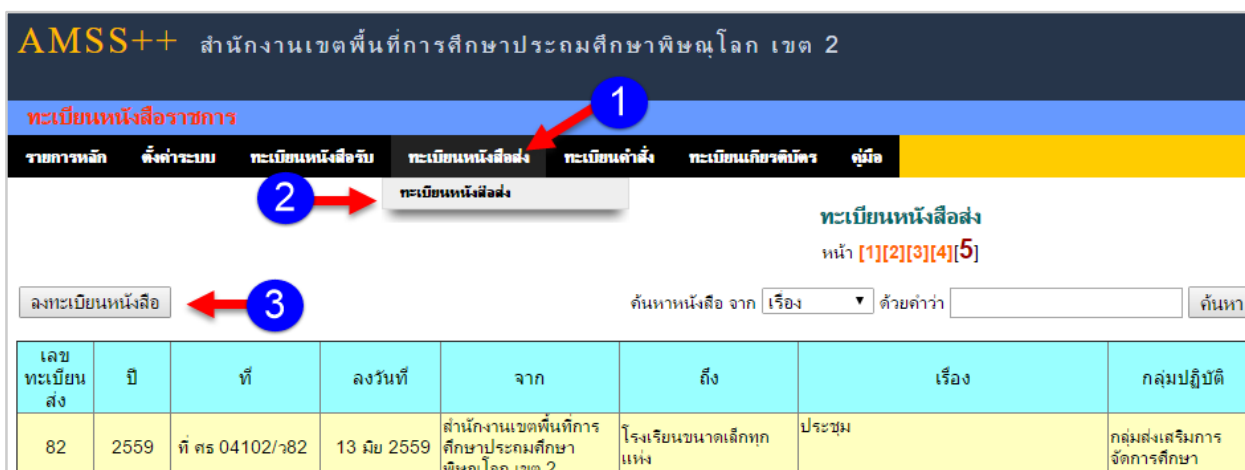 AMSS++ สำนักงานเขตพื้นที่การศึกษาประถมศึกษาพิษณุโลก เขต 2
1
ทะเบียนหนังสือราชการ
รายการหลัก ตั้งค่าระบบ ทะเบียนหนังสือรับ ทะเบียนหนังสือส่ง ทะเบียนคำสั่ง ทะเบียนเกียรติบัตร คู่มือ
2 ทะเบียนหนังสือส่ง
ทะเบียนหนังสือส่ง
หน้า [1][2][3][4][5]
ลงทะเบียนหนังสือ 3 ค้นหาหนังสือ จาก เรื่อง ด้วยคำว่า ค้นหา
เลข
ทะเบียน ปี ที่ ลงวันที่ จาก ถึง เรื่อง กลุ่มปฏิบัติ
ส่ง
สำนักงานเขตพื้นที่การ ประชุม
82 2559 ที่ ศธ 04102/ว82 13 มิย 2559 ศึกษาประถมศึกษา โรงเรียนขนาดเล็กทุก กลุ่มส่งเสริมการ
พิษณุโลก เขต 2 แห่ง จัดการศึกษา